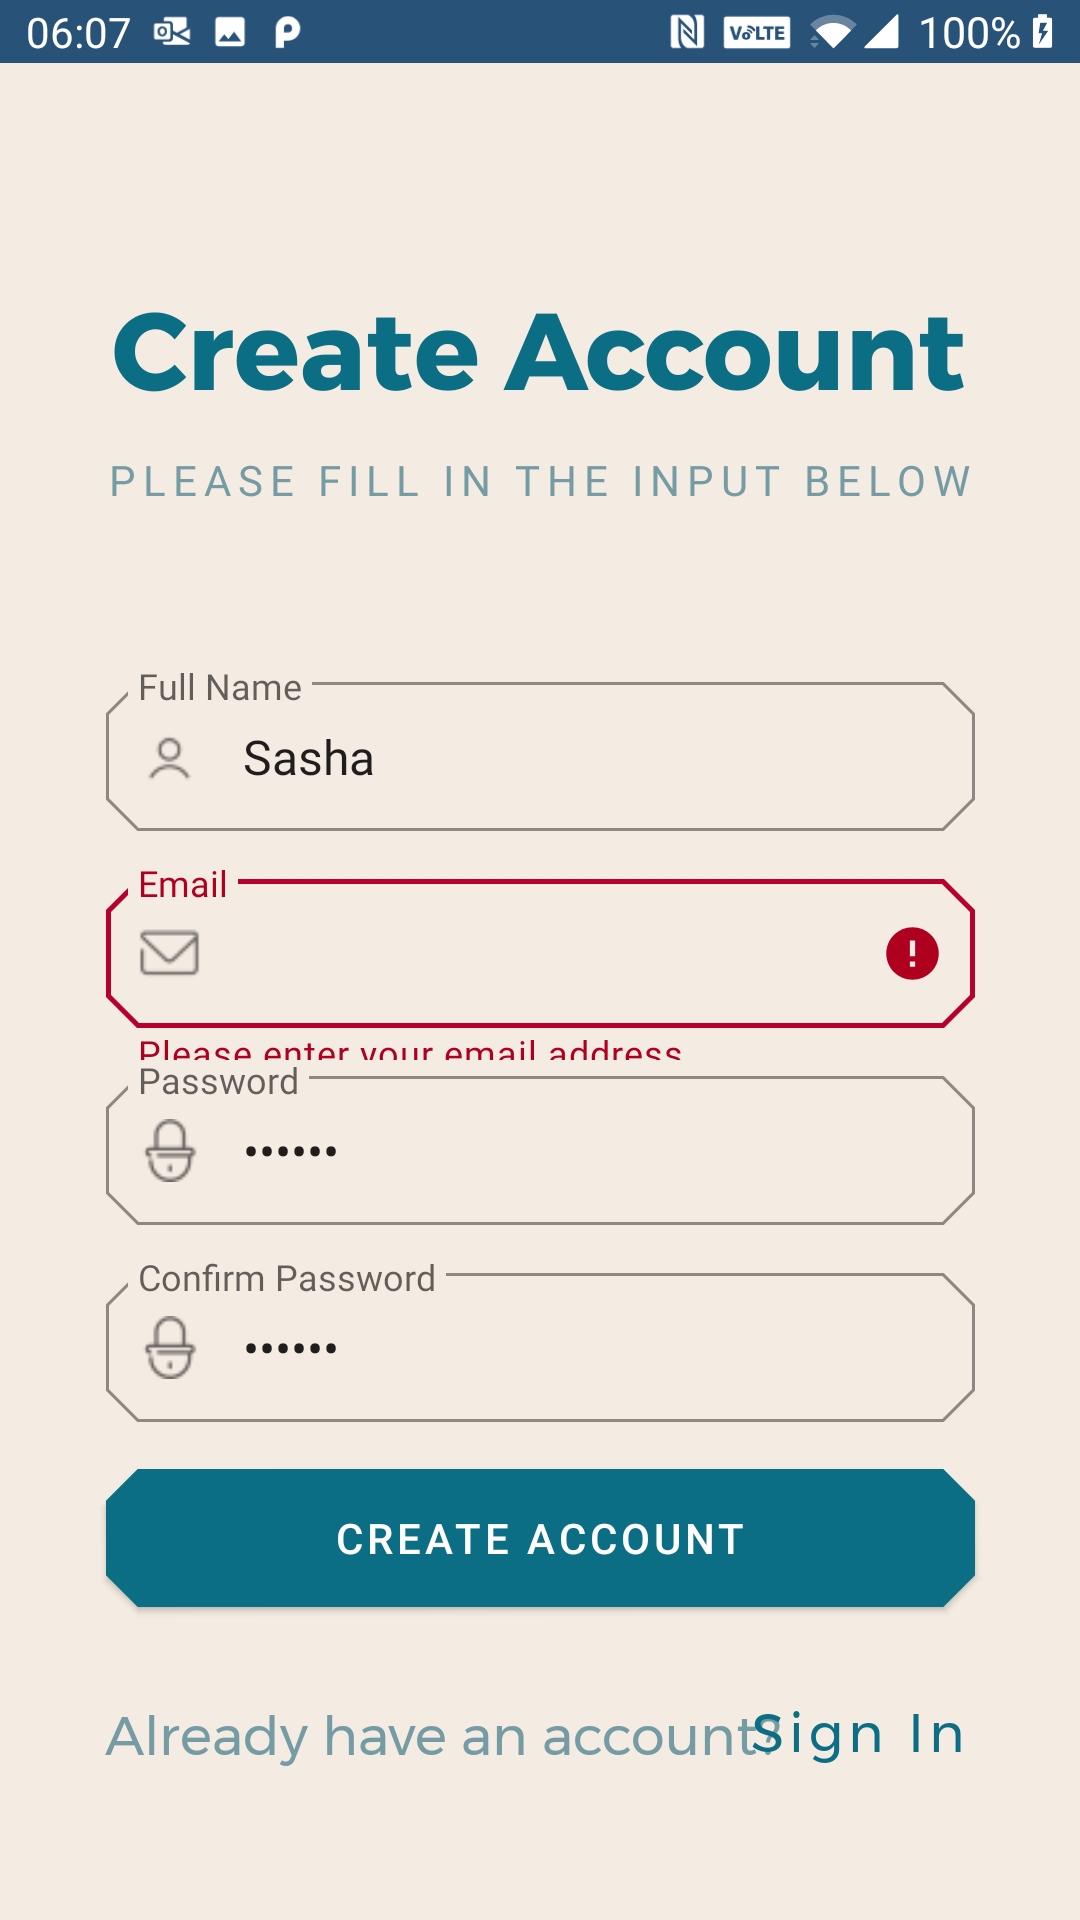 06:07 VoLTE 100%
Create Account
PLEASE FILL IN THE INPUT BELOW
Full Name
Sasha
Email
Please enter your email address
Password
••••••
Confirm Password
••••••
CREATE ACCOUNT
Already have an account? Sign In